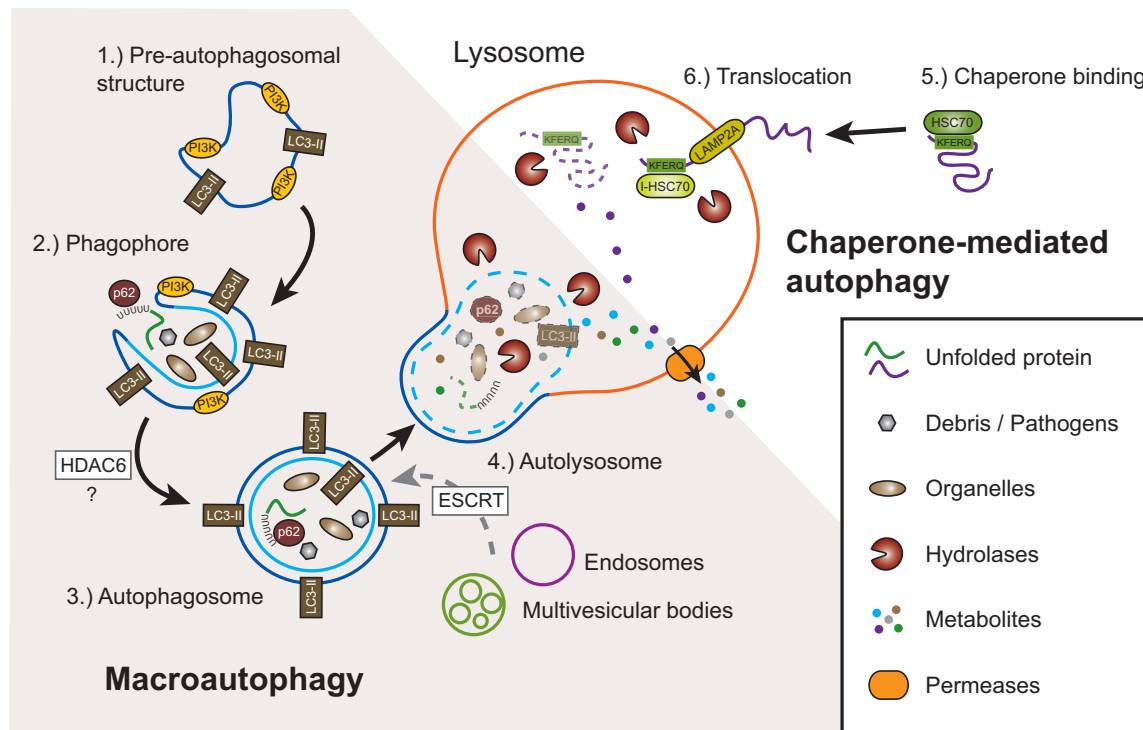 1.) Pre-autophagosomal
structure
PI3K
PI3K
LC3-II
PI3K
LC3-II
2.) Phagophore
p62
PI3K
LC3-II
LC3-II
LC3-II
LC3-II
PI3K
HDAC6
?
LC3-II
LC3-II
LC3-II
LC3-II
p62
LC3-II
3.) Autophagosome
Macroautophagy
Lysosome
6.) Translocation
5.) Chaperone binding
KFERQ
LAMP2A
KFERQ
l-HSC70
HSC70
KFERQ
Chaperone-mediated
autophagy
p62
LC3-II
4.) Autolysosome
ESCRT
Endosomes
Multivesicular bodies
Unfolded protein
Debris / Pathogens
Organelles
Hydrolases
Metabolites
Permeases